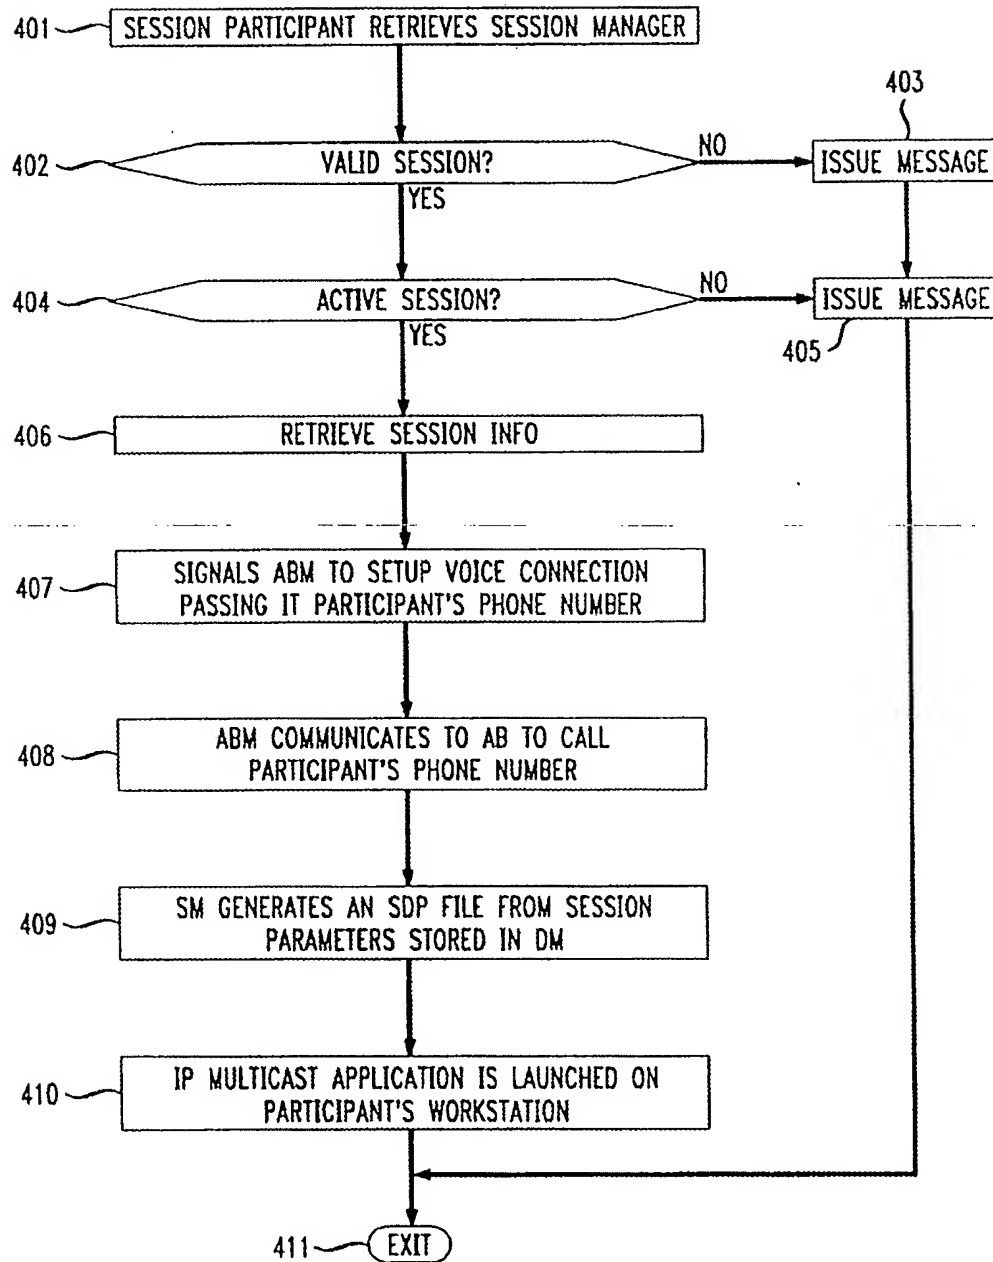 401 SESSION PARTICIPANT RETRIEVES SESSION MANAGER
403
402 VALID SESSION? NO ISSUE MESSAGE
YES
404 ACTIVE SESSION? NO ISSUE MESSAGE
YES
405
406 RETRIEVE SESSION INFO
407 SIGNALS ABM TO SETUP VOICE CONNECTION
PASSING IT PARTICIPANT'S PHONE NUMBER
408 ABM COMMUNICATES TO AB TO CALL
PARTICIPANT'S PHONE NUMBER
409 SM GENERATES AN SDP FILE FROM SESSION
PARAMETERS STORED IN DM
410 IP MULTICAST APPLICATION IS LAUNCHED ON
PARTICIPANT'S WORKSTATION
411 EXIT